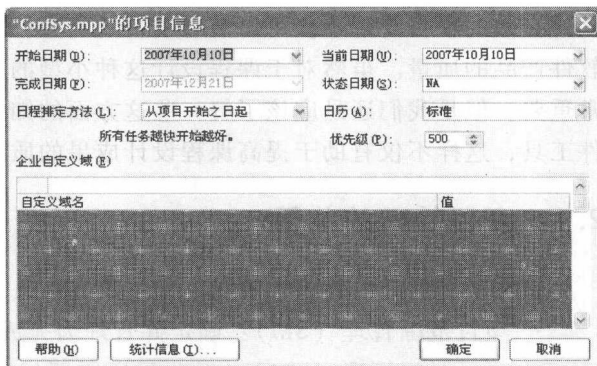 "ConfSys.mpp"的项目信息
开始日期(D): 2007年10月10日 当前日期(U): 2007年10月10日
完成日期(F): 2007年12月21日 状态日期(S): NA
日程排定方法(L): 从项目开始之日起 日历(A): 标准
所有任务越快开始越好。 优先级(P): 500
企业自定义域(E)
自定义域名 值
帮助(H) 统计信息(I)... 确定 取消